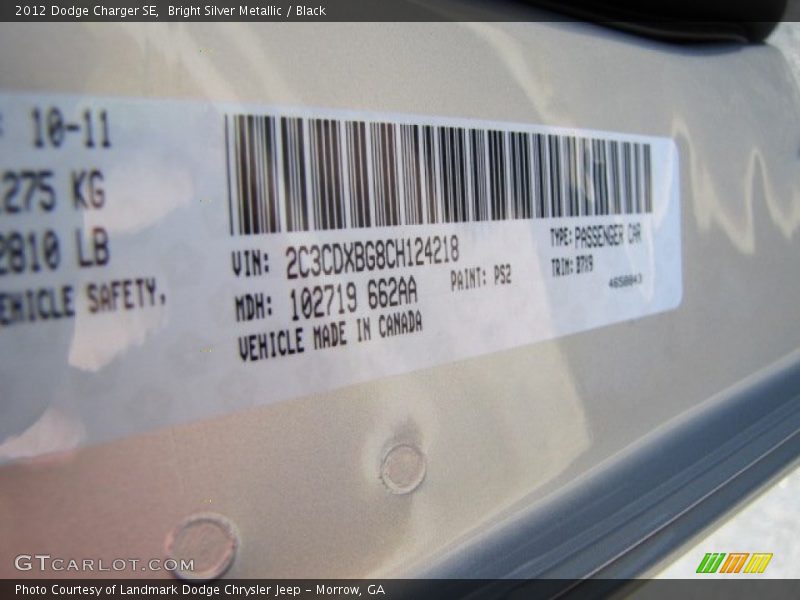 2012 Dodge Charger SE,  Bright Silver Metallic / Black
10-11
275 KG
2810 LB
VEHICLE SAFETY,
VIN: 2C3CDXBG8CH124218
TYPE: PASSENGER CAR
MDH: 102719 662AA
PAINT: PS2
TRIM: B7X9
VEHICLE MADE IN CANADA
4650843
GTCARLOT.COM
Photo Courtesy of Landmark Dodge Chrysler Jeep - Morrow, GA